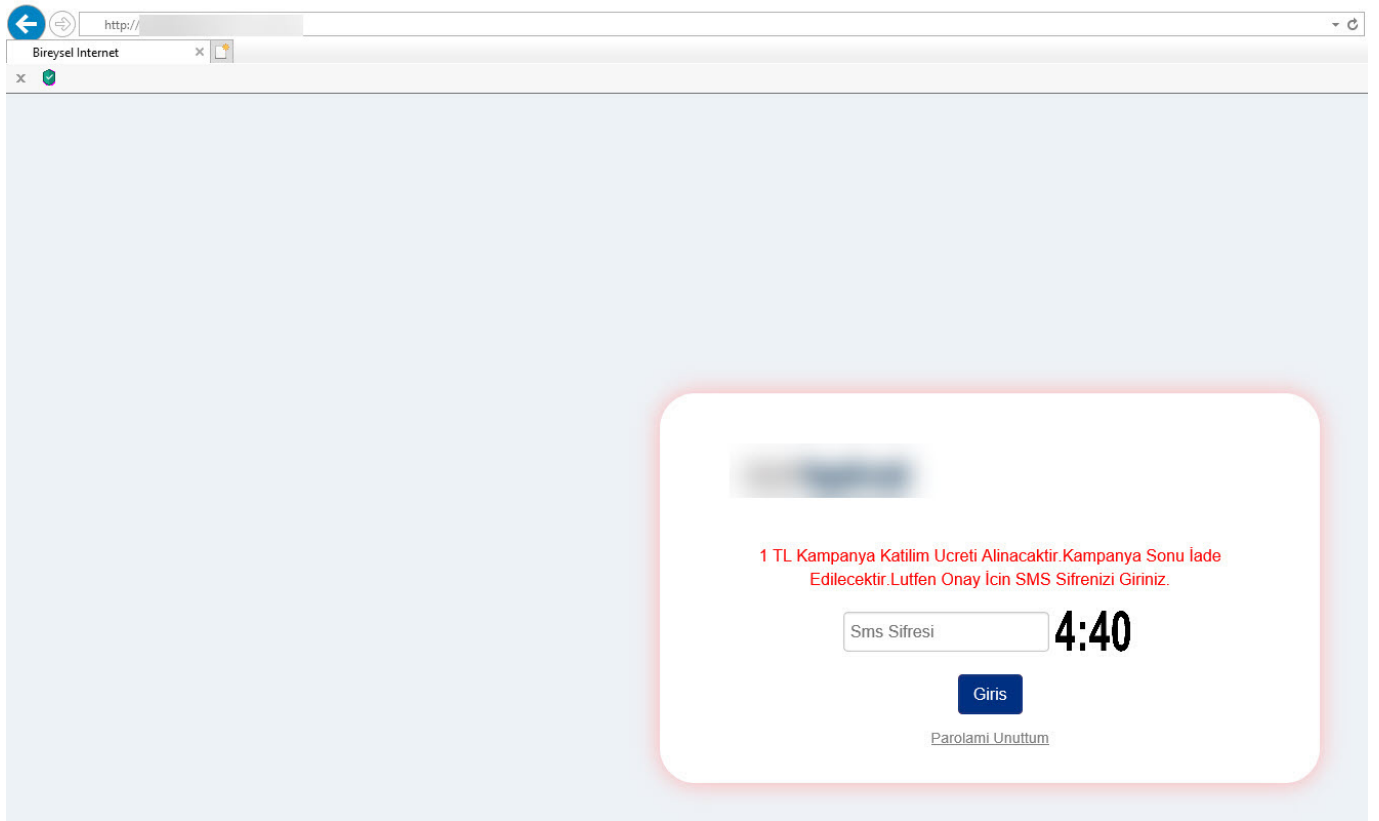 http://
Bireysel Internet
1 TL Kampanya Katilim Ucreti Alinacaktir.Kampanya Sonu İade
Edilecektir.Lutfen Onay İcin SMS Sifrenizi Giriniz.
Sms Sifresi
4:40
Giris
Parolami Unuttum